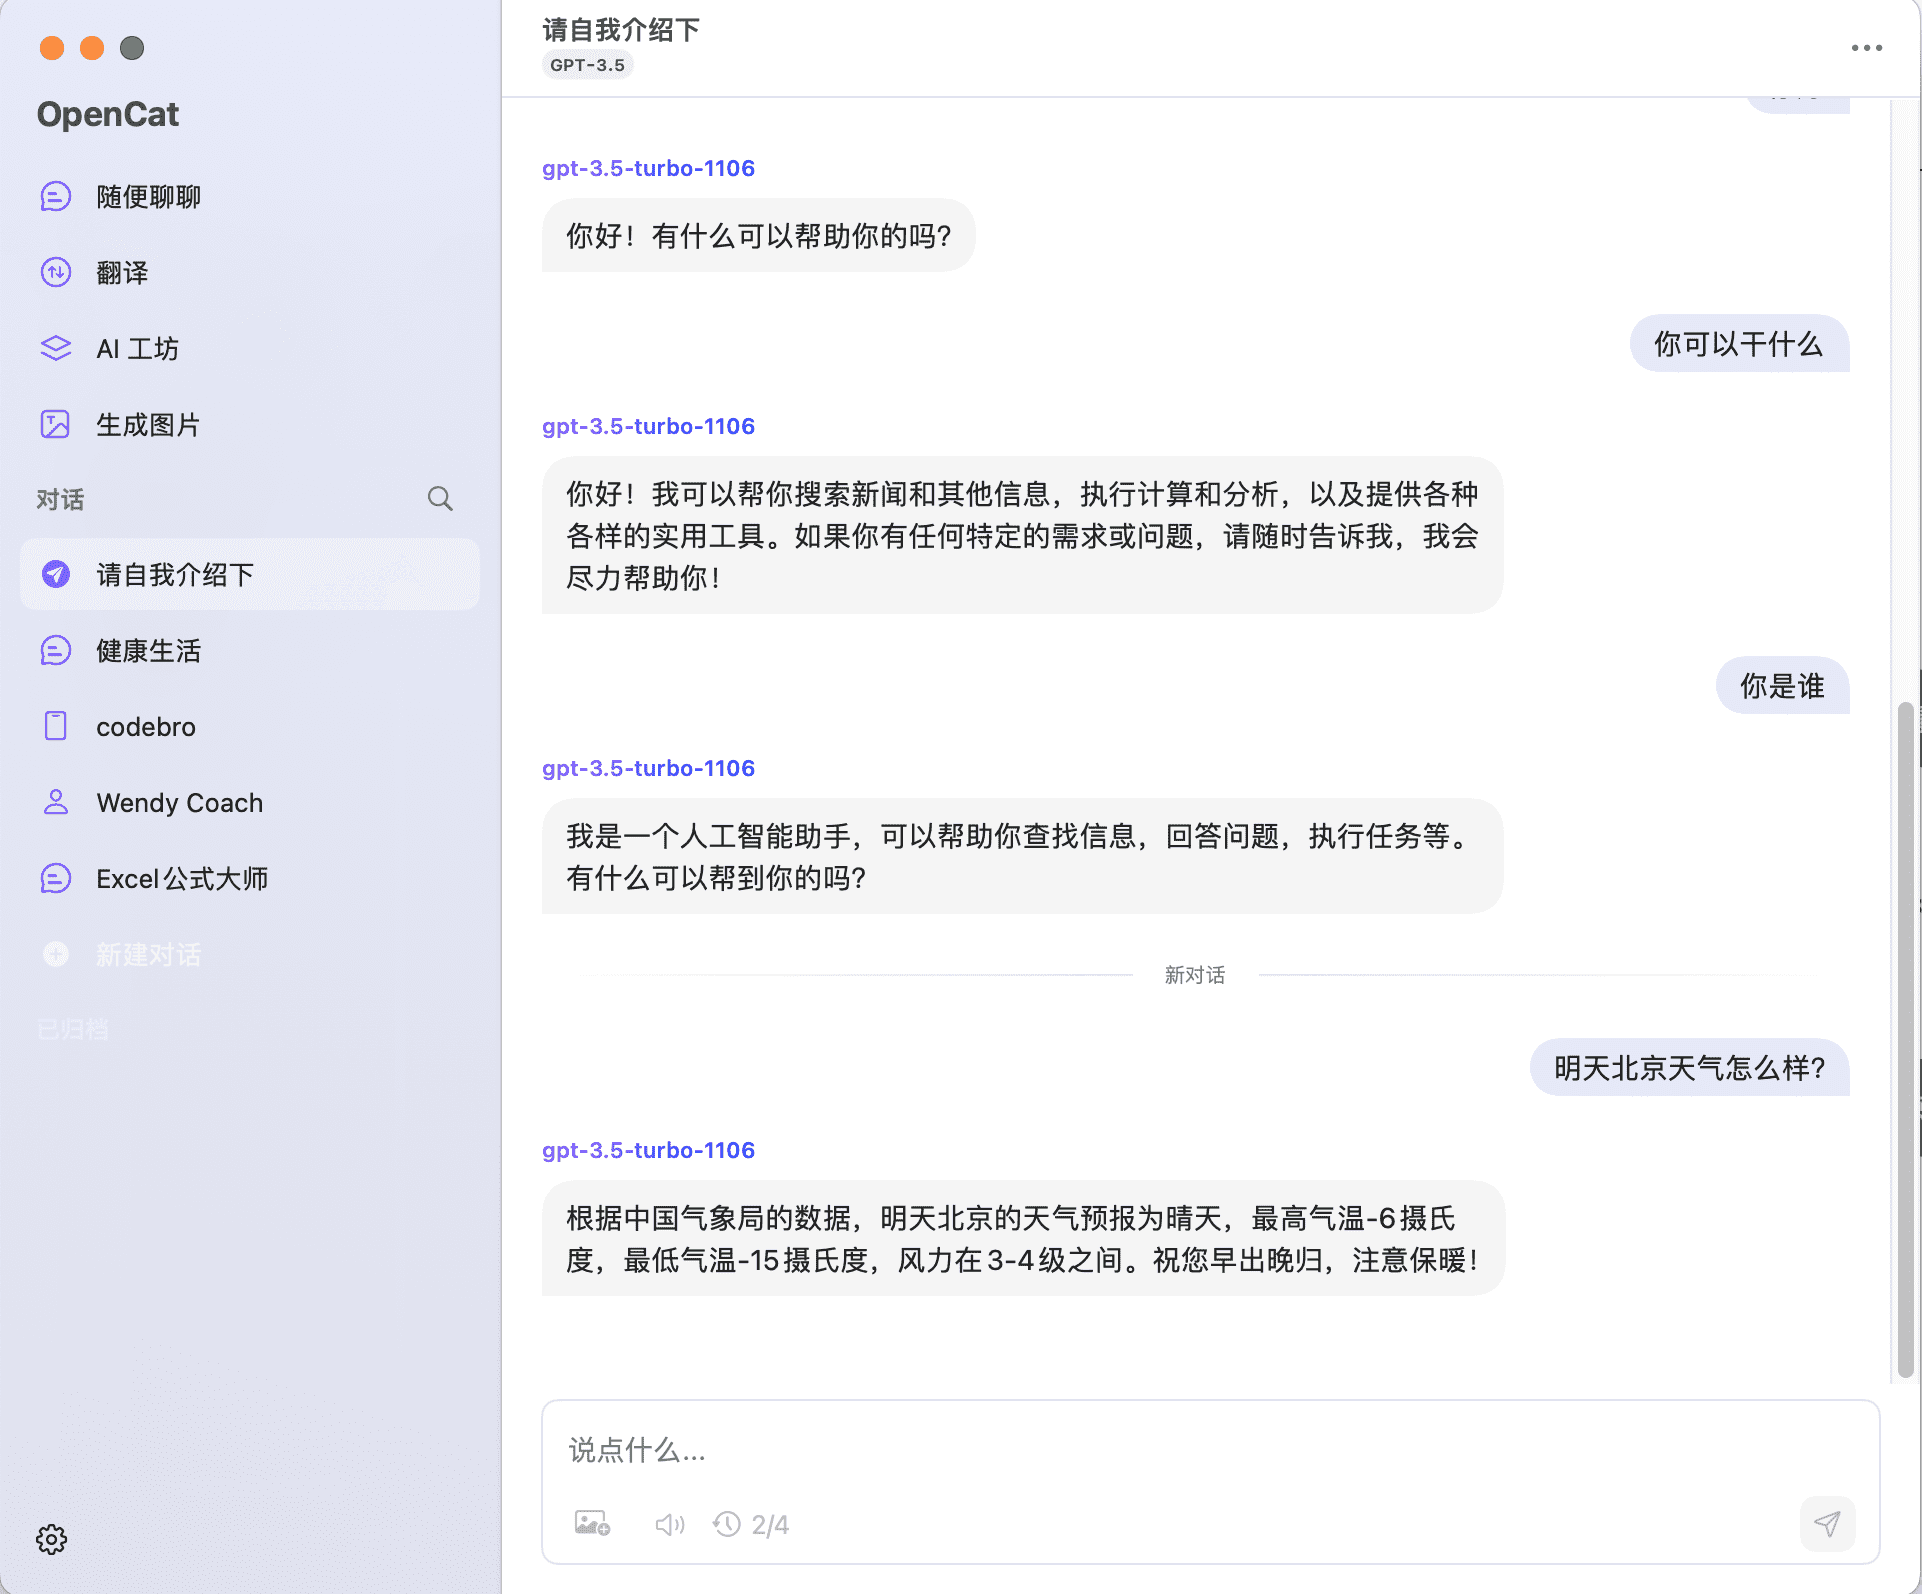 OpenCat
随便聊聊
翻译
AI 工坊
生成图片
对话
请自我介绍下
健康生活
codebro
Wendy Coach
Excel公式大师
新建对话
已归档
请自我介绍下
GPT-3.5
gpt-3.5-turbo-1106
你好！有什么可以帮助你的吗？
你可以干什么
gpt-3.5-turbo-1106
你好！我可以帮你搜索新闻和其他信息，执行计算和分析，以及提供各种
各样的实用工具。如果你有任何特定的需求或问题，请随时告诉我，我会
尽力帮助你！
你是谁
gpt-3.5-turbo-1106
我是一个人工智能助手，可以帮助你查找信息，回答问题，执行任务等。
有什么可以帮到你的吗？
新对话
明天北京天气怎么样？
gpt-3.5-turbo-1106
根据中国气象局的数据，明天北京的天气预报为晴天，最高气温-6摄氏
度，最低气温-15摄氏度，风力在3-4级之间。祝您早出晚归，注意保暖！
说点什么...
2/4